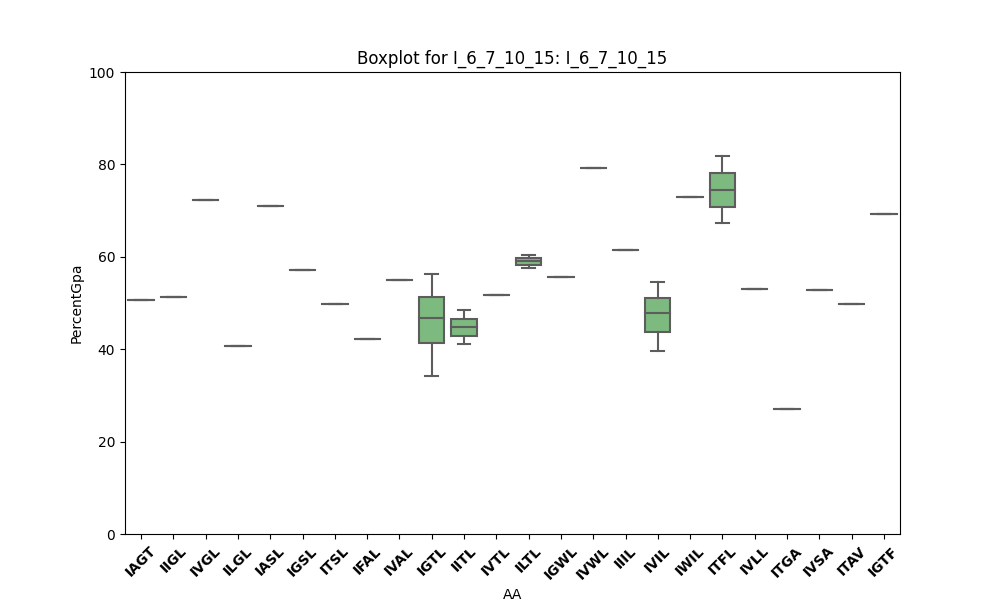 Boxplot for I_6_7_10_15: I_6_7_10_15
PercentGpa
100
80
60
40
20
0
IAGT IIGL IVGL ILGL IASL IGSL ITSL IFAL IVAL IGTL IITL IVTL ILTL IGWL IVWL IIIL IVIL IWIL ITFL IVLL ITGA IVSA ITAV IGTF
AA